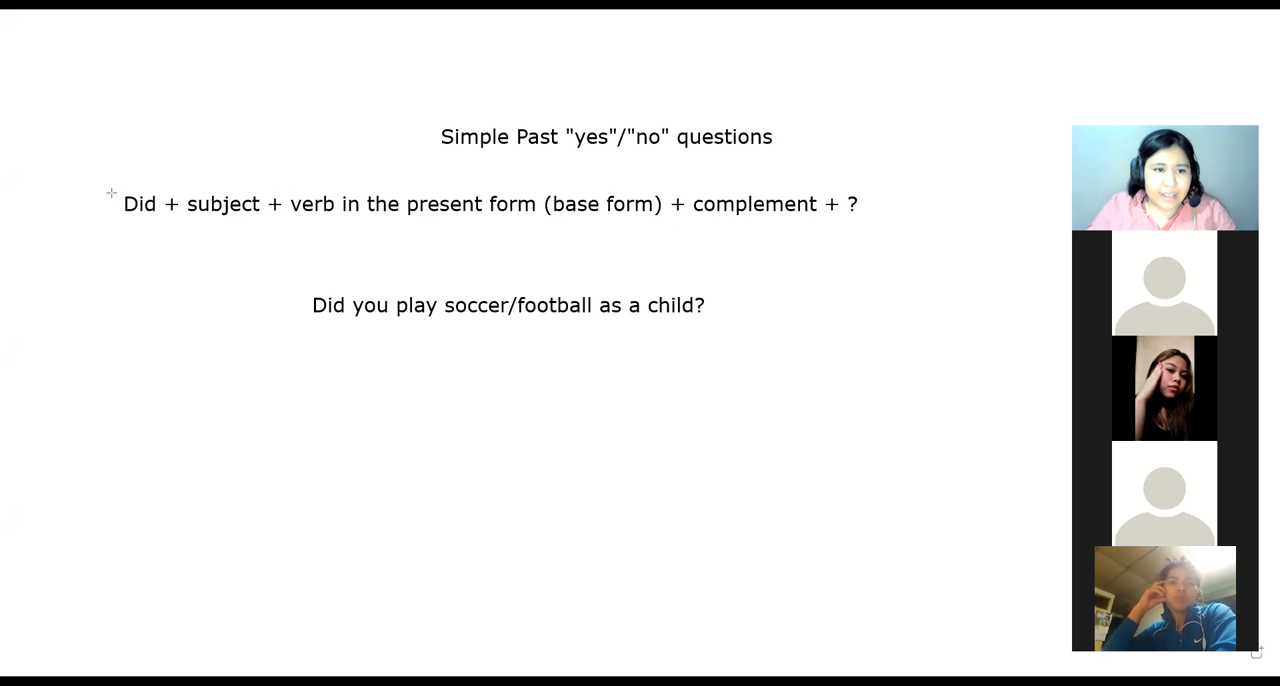 Simple Past "yes"/"no" questions
Did + subject + verb in the present form (base form) + complement + ?
Did you play soccer/football as a child?